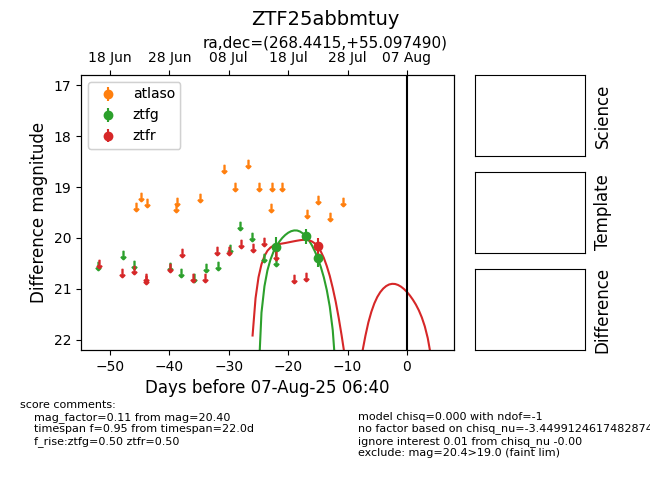 ZTF25abbmtuy
ra,dec=(268.4415,+55.097490)
18 Jun 28 Jun 08 Jul 18 Jul 28 Jul 07 Aug
atlaso
ztfg
ztfr
17
18
19
20
21
22
Difference magnitude
−50 −40 −30 −20 −10 0
Days before 07-Aug-25 06:40
Science
Template
Difference
score comments:
mag_factor=0.11 from mag=20.40
timespan f=0.95 from timespan=22.0d
f_rise:ztfg=0.50 ztfr=0.50
model chisq=0.000 with ndof=-1
no factor based on chisq_nu=-3.4499124617482874
ignore interest 0.01 from chisq_nu -0.00
exclude: mag=20.4>19.0 (faint lim)